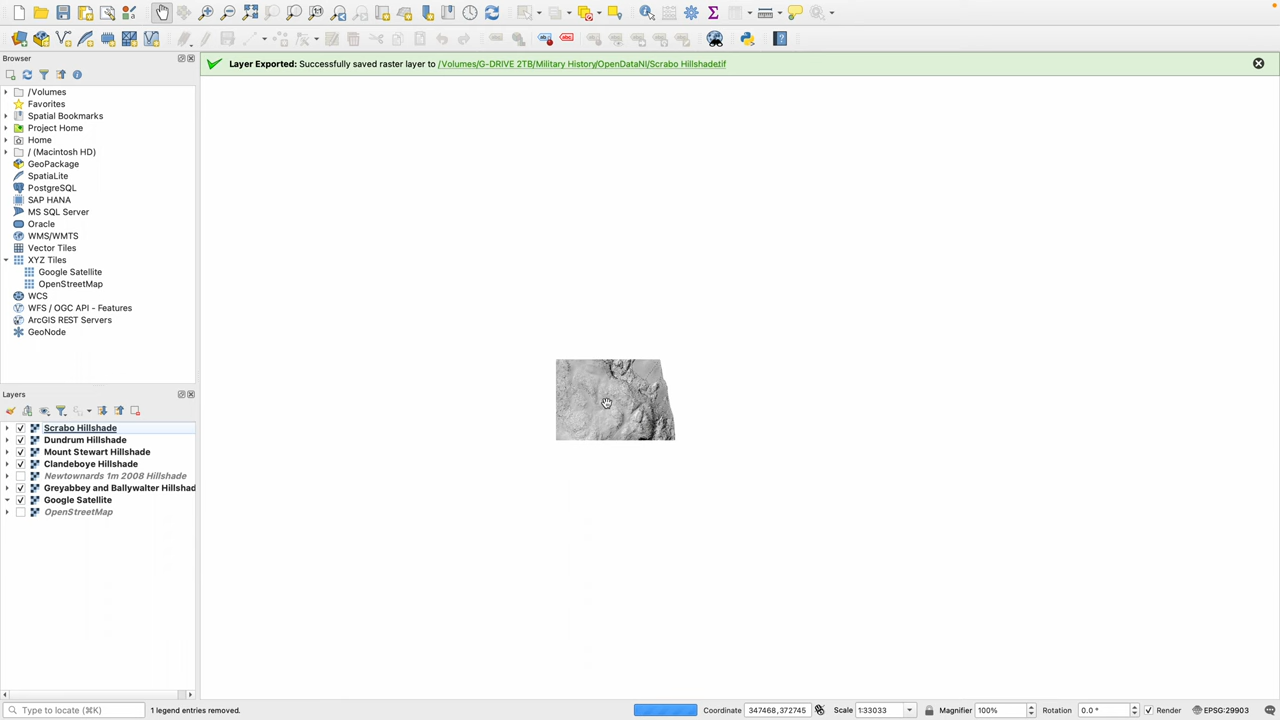 Browser
Layer Exported: Successfully saved raster layer to /Volumes/G-DRIVE 2TB/Military History/OpenDataNI/Scrabo Hillshade.tif
/Volumes
Favorites
Spatial Bookmarks
Project Home
Home
/ (Macintosh HD)
GeoPackage
SpatiaLite
PostgreSQL
SAP HANA
MS SQL Server
Oracle
WMS/WMTS
Vector Tiles
XYZ Tiles
Google Satellite
OpenStreetMap
WCS
WFS / OGC API - Features
ArcGIS REST Servers
GeoNode
Layers
Scrabo Hillshade
Dundrum Hillshade
Mount Stewart Hillshade
Clandeboye Hillshade
Newtownards 1m 2008 Hillshade
Greyabbey and Ballywalter Hillshad
Google Satellite
OpenStreetMap
Type to locate (⌘K) 1 legend entries removed. Coordinate 347468,372745 Scale 1:33033 Magnifier 100% Rotation 0.0 ° Render EPSG:29903